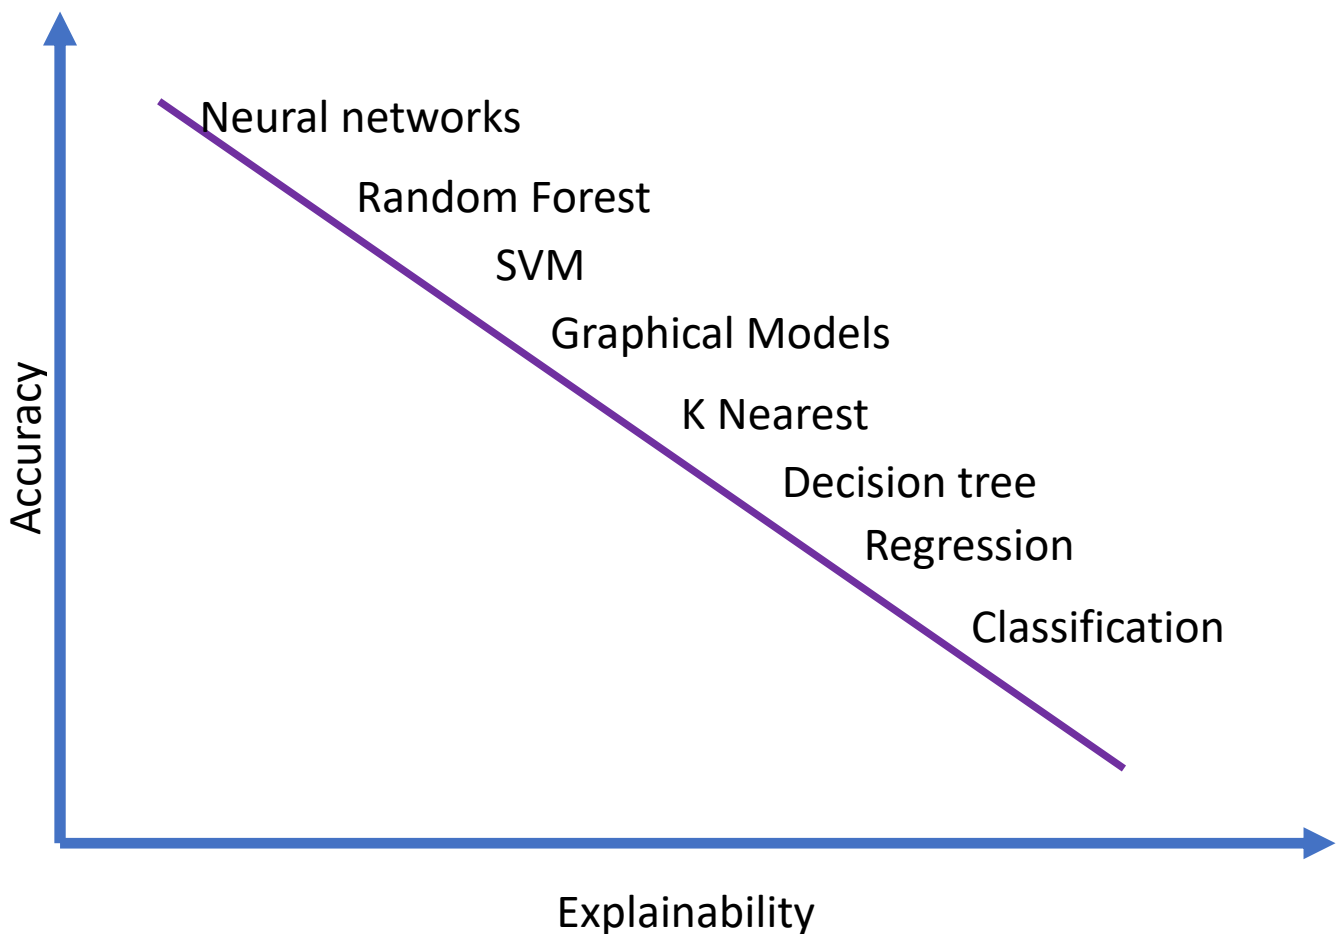 Neural networks
Random Forest
SVM
Graphical Models
K Nearest
Decision tree
Regression
Classification
Accuracy
Explainability